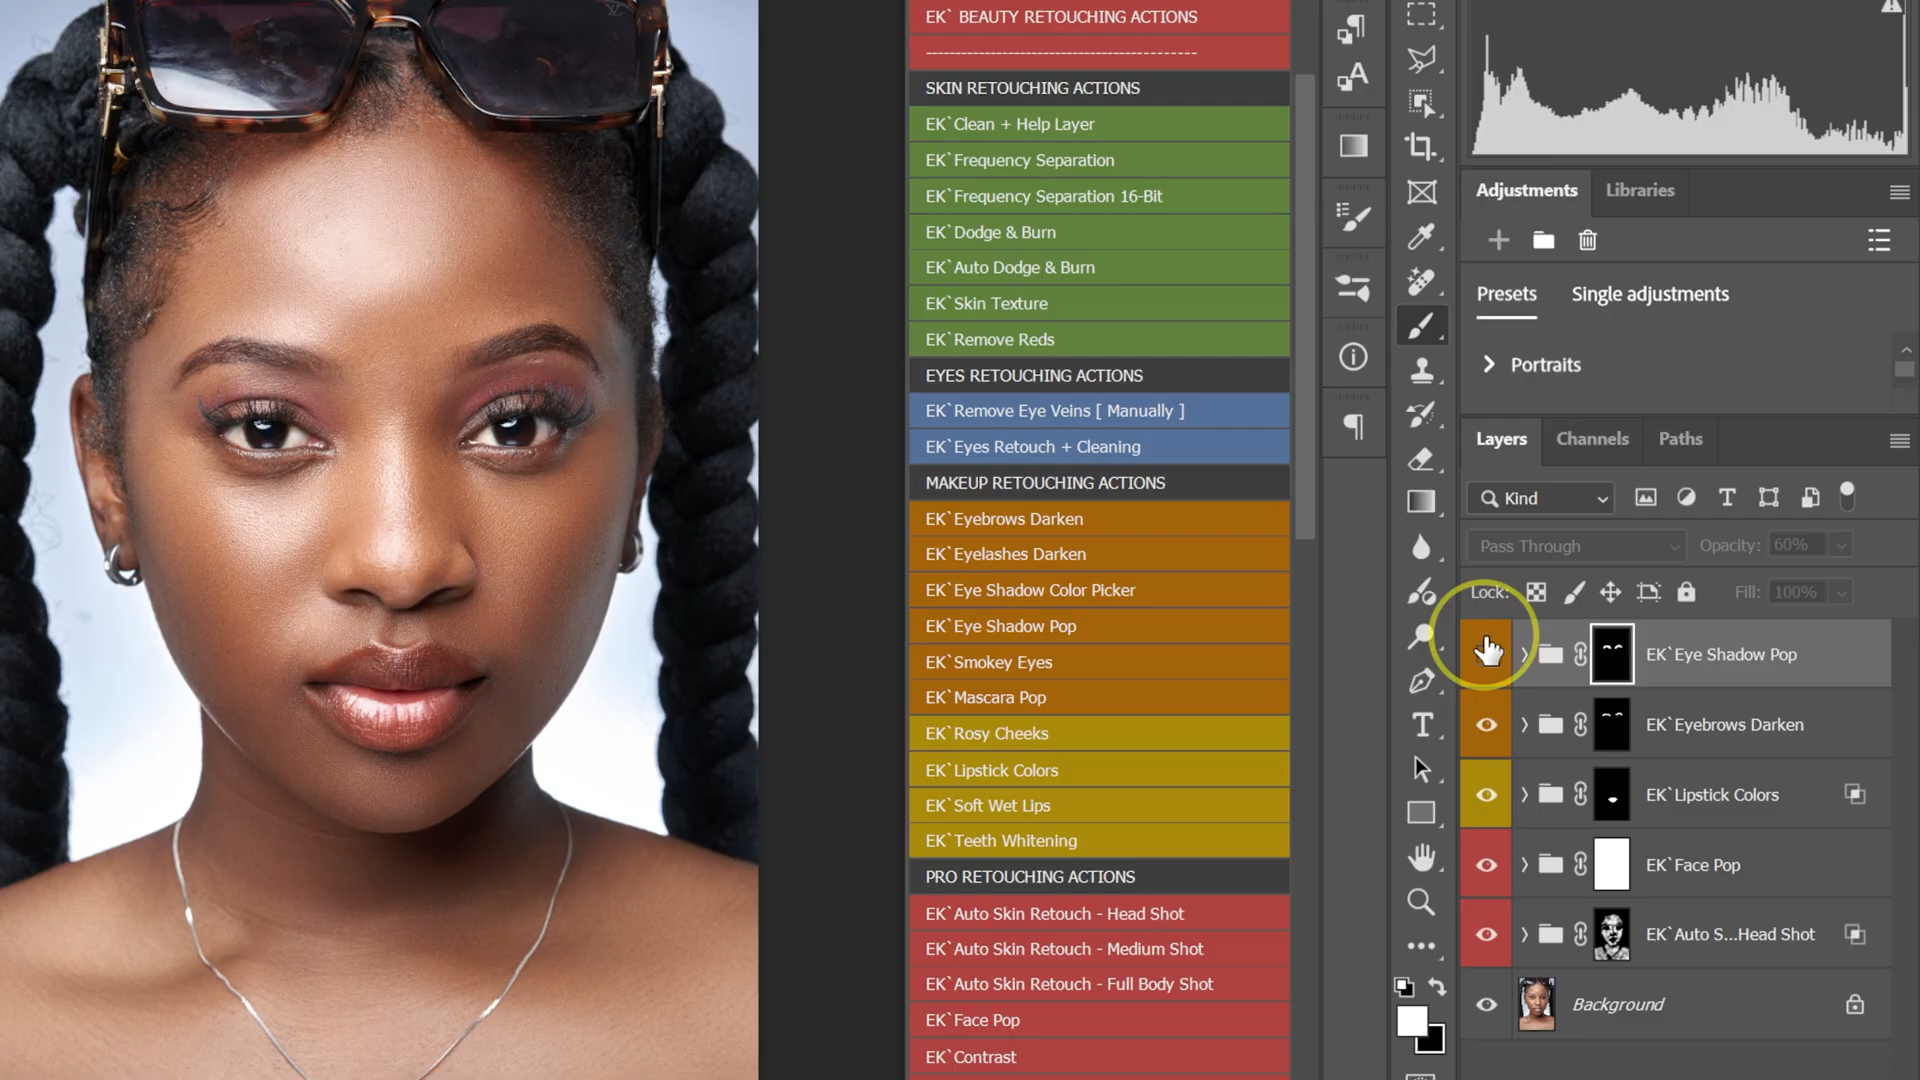 EK` BEAUTY RETOUCHING ACTIONS
----------------------------------------------
SKIN RETOUCHING ACTIONS
EK`Clean + Help Layer
EK`Frequency Separation
EK`Frequency Separation 16-Bit
EK`Dodge & Burn
EK`Auto Dodge & Burn
EK`Skin Texture
EK`Remove Reds
EYES RETOUCHING ACTIONS
EK`Remove Eye Veins [ Manually ]
EK`Eyes Retouch + Cleaning
MAKEUP RETOUCHING ACTIONS
EK`Eyebrows Darken
EK`Eyelashes Darken
EK`Eye Shadow Color Picker
EK`Eye Shadow Pop
EK`Smokey Eyes
EK`Mascara Pop
EK`Rosy Cheeks
EK`Lipstick Colors
EK`Soft Wet Lips
EK`Teeth Whitening
PRO RETOUCHING ACTIONS
EK`Auto Skin Retouch - Head Shot
EK`Auto Skin Retouch - Medium Shot
EK`Auto Skin Retouch - Full Body Shot
EK`Face Pop
EK`Contrast
Adjustments Libraries
Presets Single adjustments
Portraits
Layers Channels Paths
Kind
Pass Through Opacity: 60%
Lock: Fill: 100%
EK`Eye Shadow Pop
EK`Eyebrows Darken
EK`Lipstick Colors
EK`Face Pop
EK`Auto S...Head Shot
Background